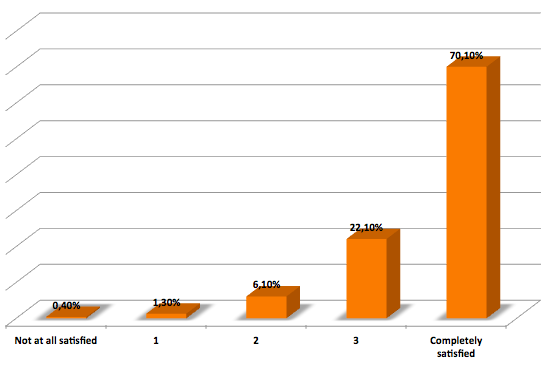 70,10%
22,10%
6,10%
1,30%
0,40%
Not at all satisfied 1 2 3 Completely
satisfied